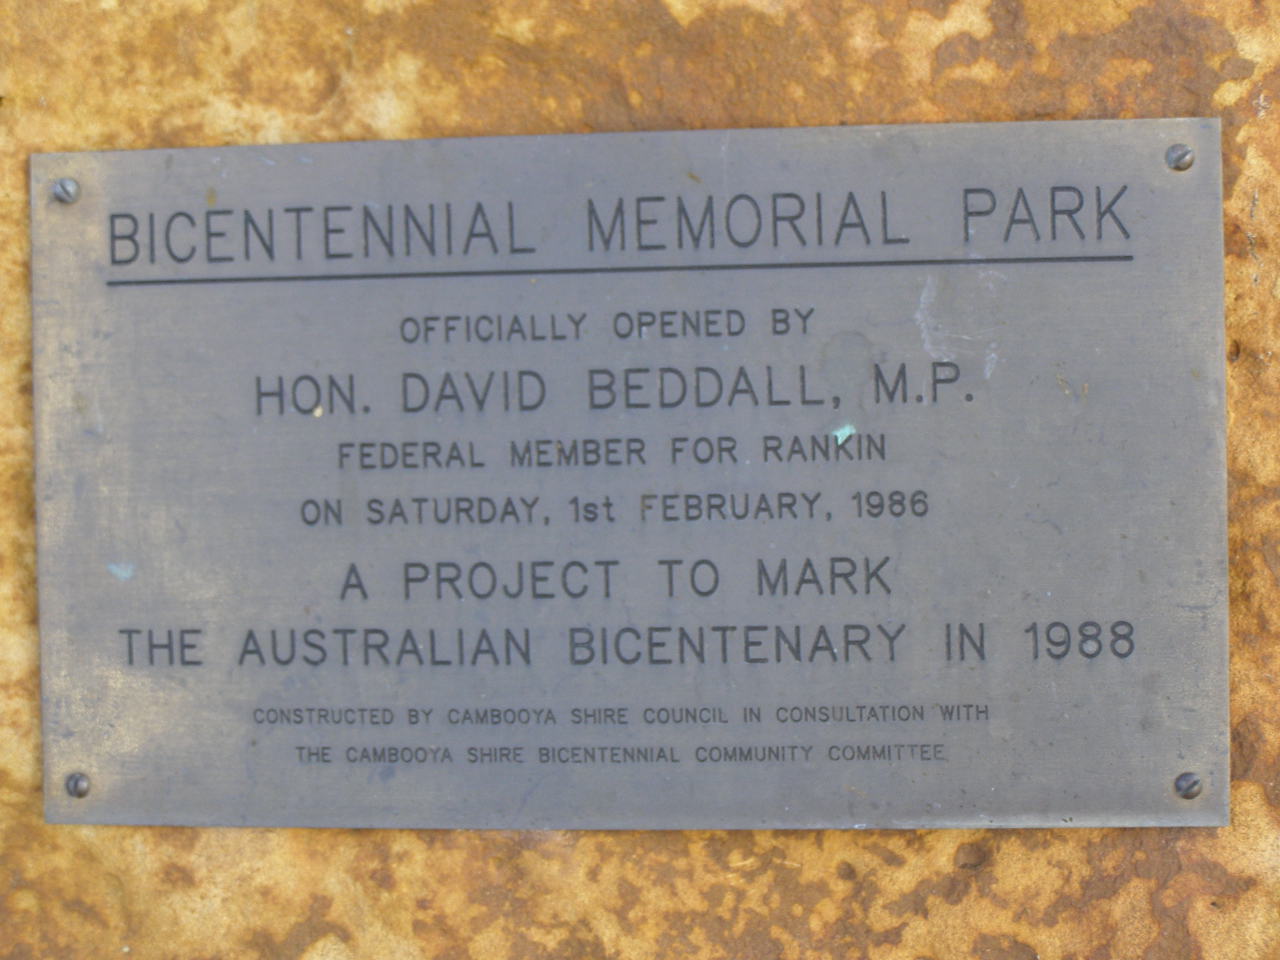 BICENTENNIAL MEMORIAL PARK
OFFICIALLY OPENED BY
HON. DAVID BEDDALL, M.P.
FEDERAL MEMBER FOR RANKIN
ON SATURDAY, 1st FEBRUARY, 1986
A PROJECT TO MARK
THE AUSTRALIAN BICENTENARY IN 1988
CONSTRUCTED BY CAMBOOYA SHIRE COUNCIL IN CONSULTATION WITH
THE CAMBOOYA SHIRE BICENTENNIAL COMMUNITY COMMITTEE